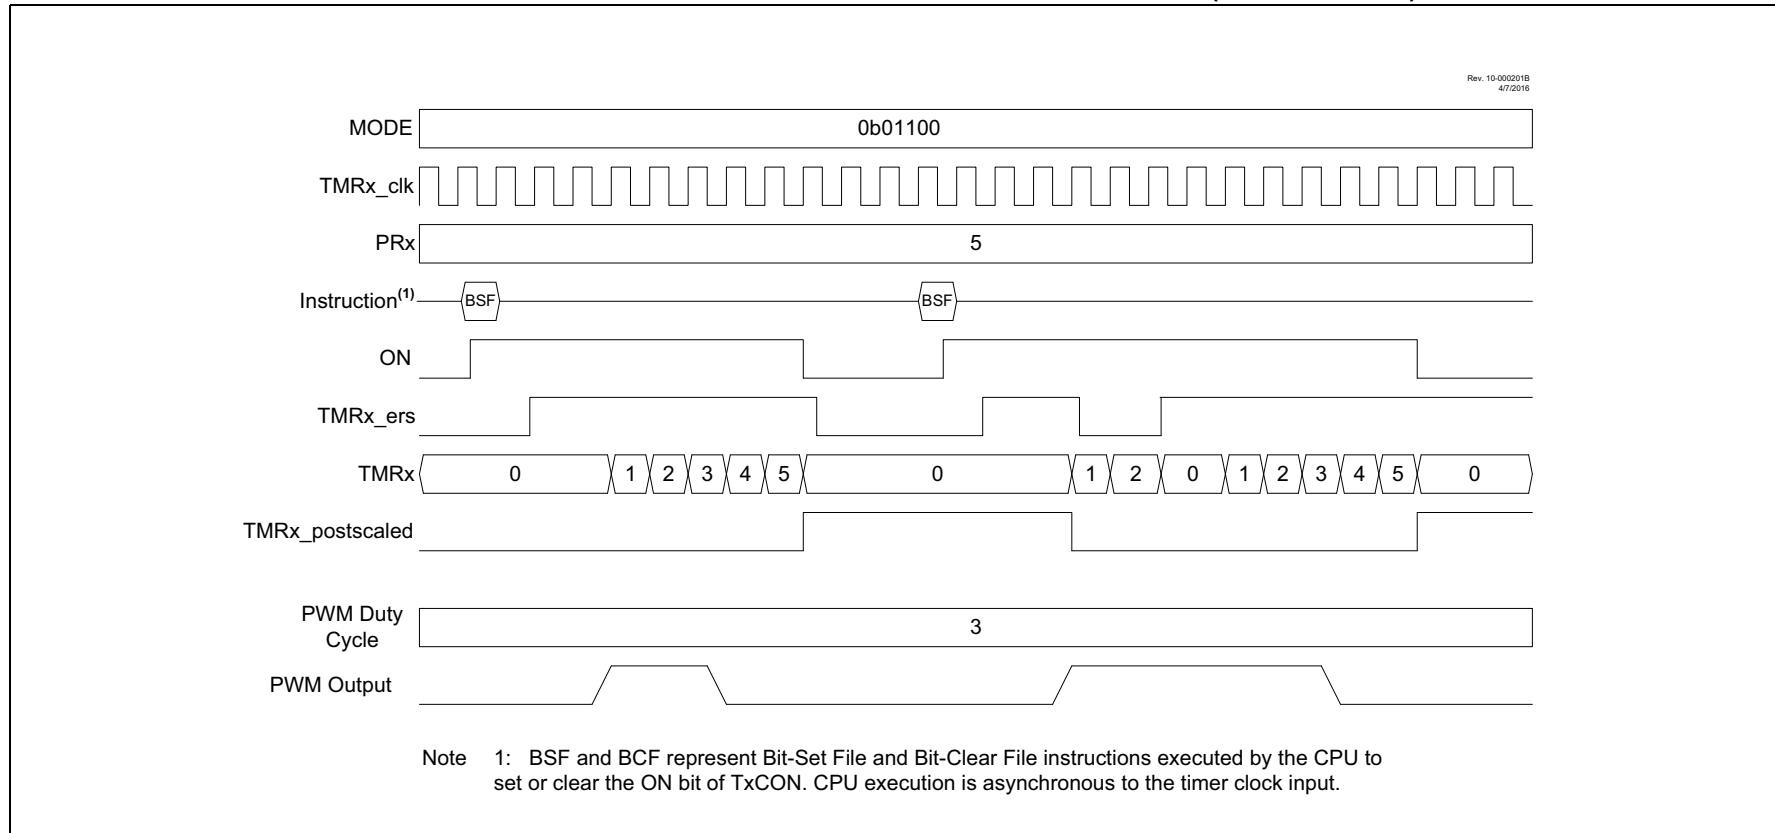 Rev. 10-000201B
4/7/2016
MODE 0b01100
TMRx_clk
PRx 5
Instruction(1) BSF BSF
ON
TMRx_ers
TMRx 0 1 2 3 4 5 0 1 2 0 1 2 3 4 5 0
TMRx_postscaled
PWM Duty
Cycle 3
PWM Output
Note 1: BSF and BCF represent Bit-Set File and Bit-Clear File instructions executed by the CPU to
set or clear the ON bit of TxCON. CPU execution is asynchronous to the timer clock input.